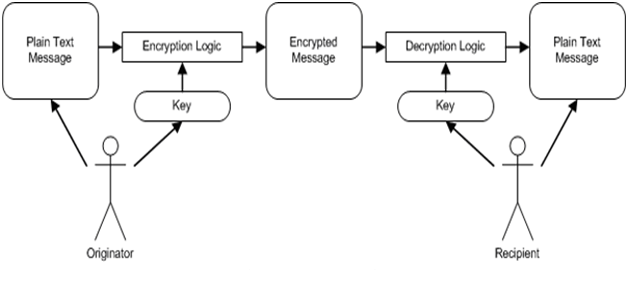 Plain Text
Message
Encryption Logic
Encrypted
Message
Decryption Logic
Plain Text
Message
Key
Key
Originator
Recipient